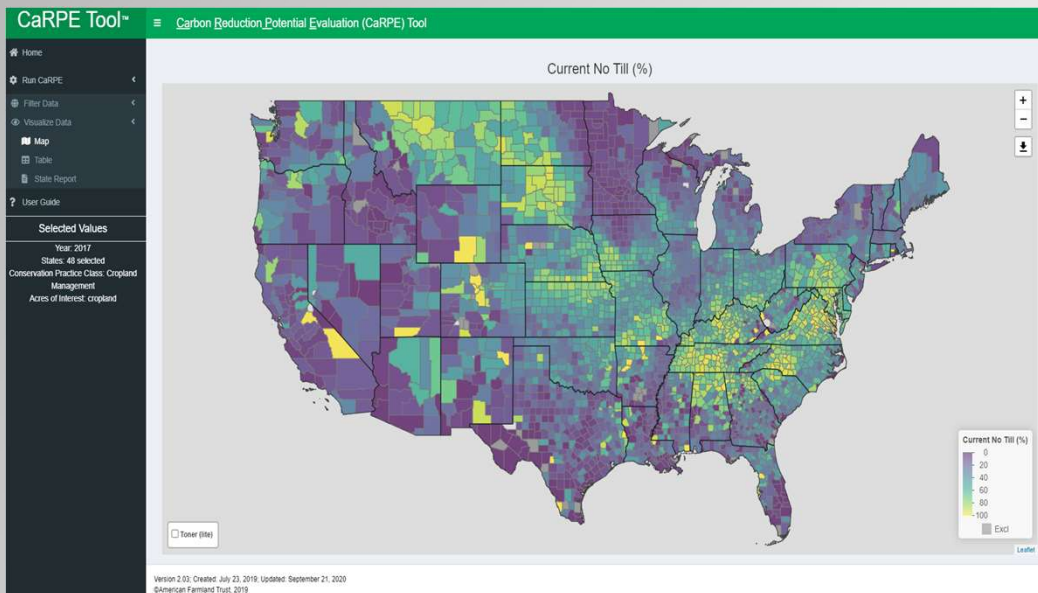 CaRPE Tool™
Carbon Reduction Potential Evaluation (CaRPE) Tool
Home
Run CaRPE
Filter Data
Visualize Data
Map
Table
State Report
User Guide
Selected Values
Year: 2017
States: 48 selected
Conservation Practice Class: Cropland
Management
Acres of Interest: cropland
Current No Till (%)
+
−
Current No Till (%)
0
20
40
60
80
100
Excl
Toner (lite)
Leaflet
Version 2.03; Created: July 23, 2019; Updated: September 21, 2020
©American Farmland Trust, 2019